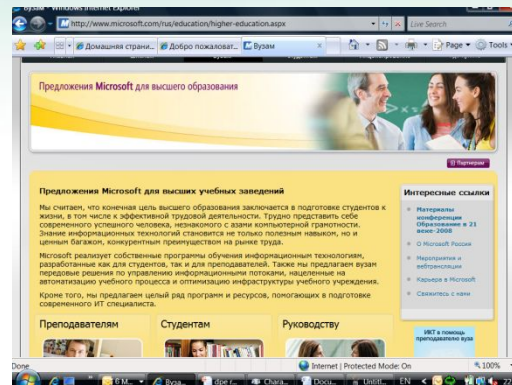 Вузам - Windows Internet Explorer
http://www.microsoft.com/rus/education/higher-education.aspx
Live Search
Домашняя страни...
Добро пожаловат...
Вузам
Page
Tools
Предложения Microsoft для высшего образования
Партнерам
Предложения Microsoft для высших учебных заведений
Мы считаем, что конечная цель высшего образования заключается в подготовке студентов к
жизни, в том числе к эффективной трудовой деятельности. Трудно представить себе
современного успешного человека, незнакомого с азами компьютерной грамотности.
Знание информационных технологий становится не только полезным навыком, но и
ценным багажом, конкурентным преимуществом на рынке труда.
Microsoft реализует собственные программы обучения информационным технологиям,
разработанные как для студентов, так и для преподавателей. Также мы предлагаем вузам
передовые решения по управлению информационными потоками, нацеленные на
автоматизацию учебного процесса и оптимизацию инфраструктуры учебного учреждения.
Кроме того, мы предлагаем целый ряд программ и ресурсов, помогающих в подготовке
современного ИТ специалиста.
Преподавателям
Студентам
Руководству
Интересные ссылки
Материалы
конференции
Образование в 21
веке-2008
О Microsoft Россия
Мероприятия и
вебтрансляции
Карьера в Microsoft
Свяжитесь с нами
ИКТ в помощь
преподавателю вуза
Done
Internet | Protected Mode: On
100%
6 M...
Вуза...
dpe r...
Chara...
Docu...
Untitl...
EN